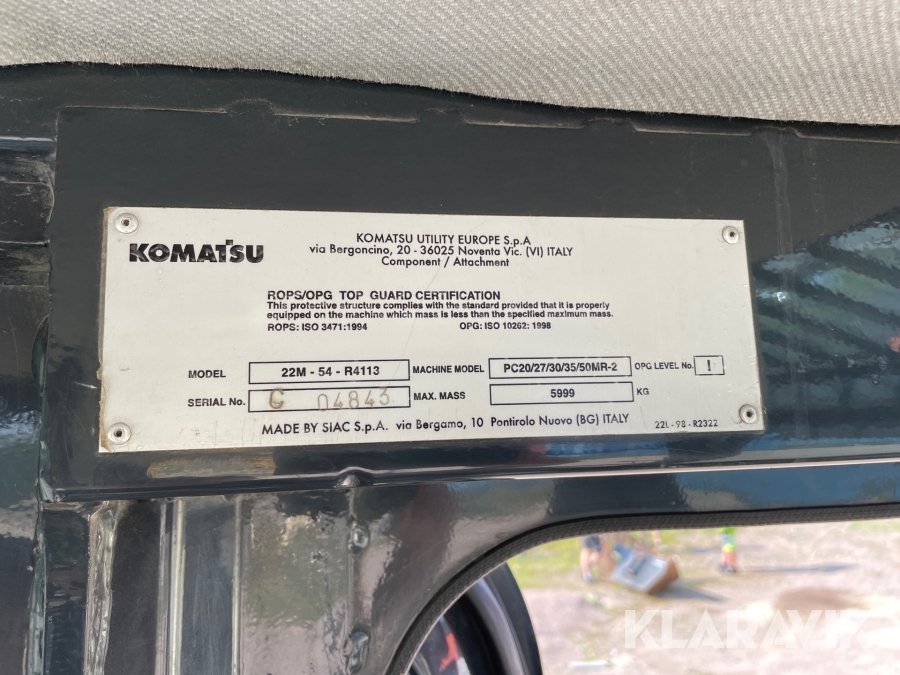 KOMATSU
KOMATSU UTILITY EUROPE S.p.A
via Bergoncino, 20 - 36025 Noventa Vic. (VI) ITALY
Component / Attachment
ROPS/OPG TOP GUARD CERTIFICATION
This protective structure complies with the standard provided that it is properly
equipped on the machine which mass is less than the specified maximum mass.
ROPS: ISO 3471:1994 OPG: ISO 10262: 1998
MODEL 22M - 54 - R4113 MACHINE MODEL PC20/27/30/35/50MR-2 OPG LEVEL No. I
SERIAL No. C 04843 MAX. MASS 5999 KG
MADE BY SIAC S.p.A. via Bergamo, 10 Pontirolo Nuovo (BG) ITALY 22L - 98 - R2322